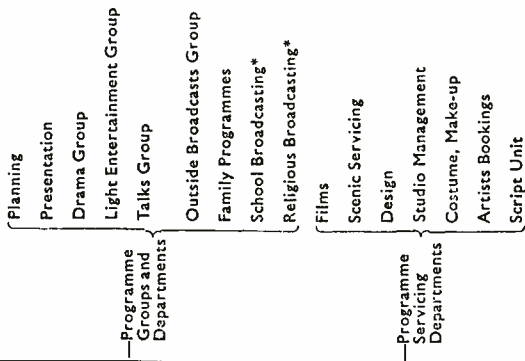 Planning
Presentation
Drama Group
Light Entertainment Group
Talks Group
Outside Broadcasts Group
Family Programmes
School Broadcasting*
Religious Broadcasting*
Programme
Groups and
Departments
Films
Scenic Servicing
Design
Studio Management
Costume, Make-up
Artists Bookings
Script Unit
Programme
Servicing
Departments